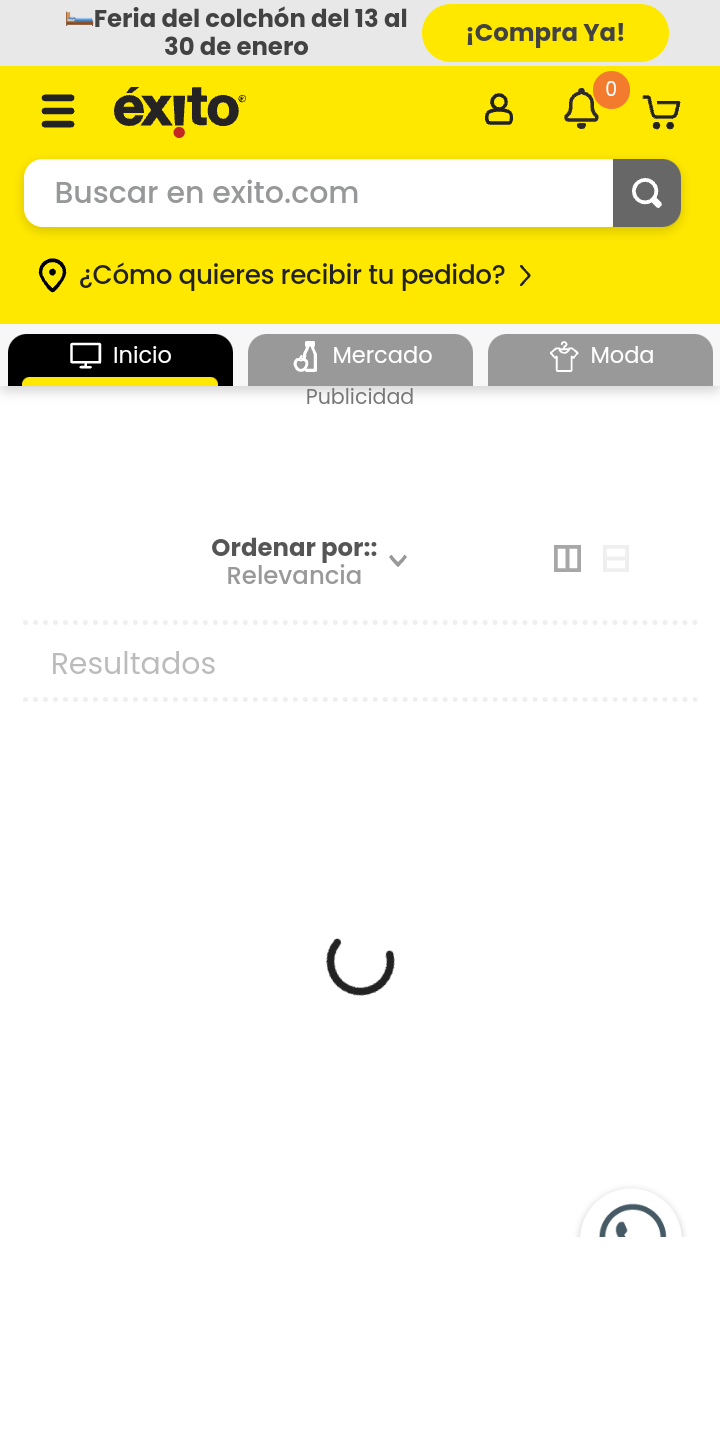 🛏️Feria del colchón del 13 al
30 de enero
¡Compra Ya!
éxito®
0
Buscar en exito.com
¿Cómo quieres recibir tu pedido?
Inicio
Mercado
Moda
Publicidad
Ordenar por::
Relevancia
Resultados